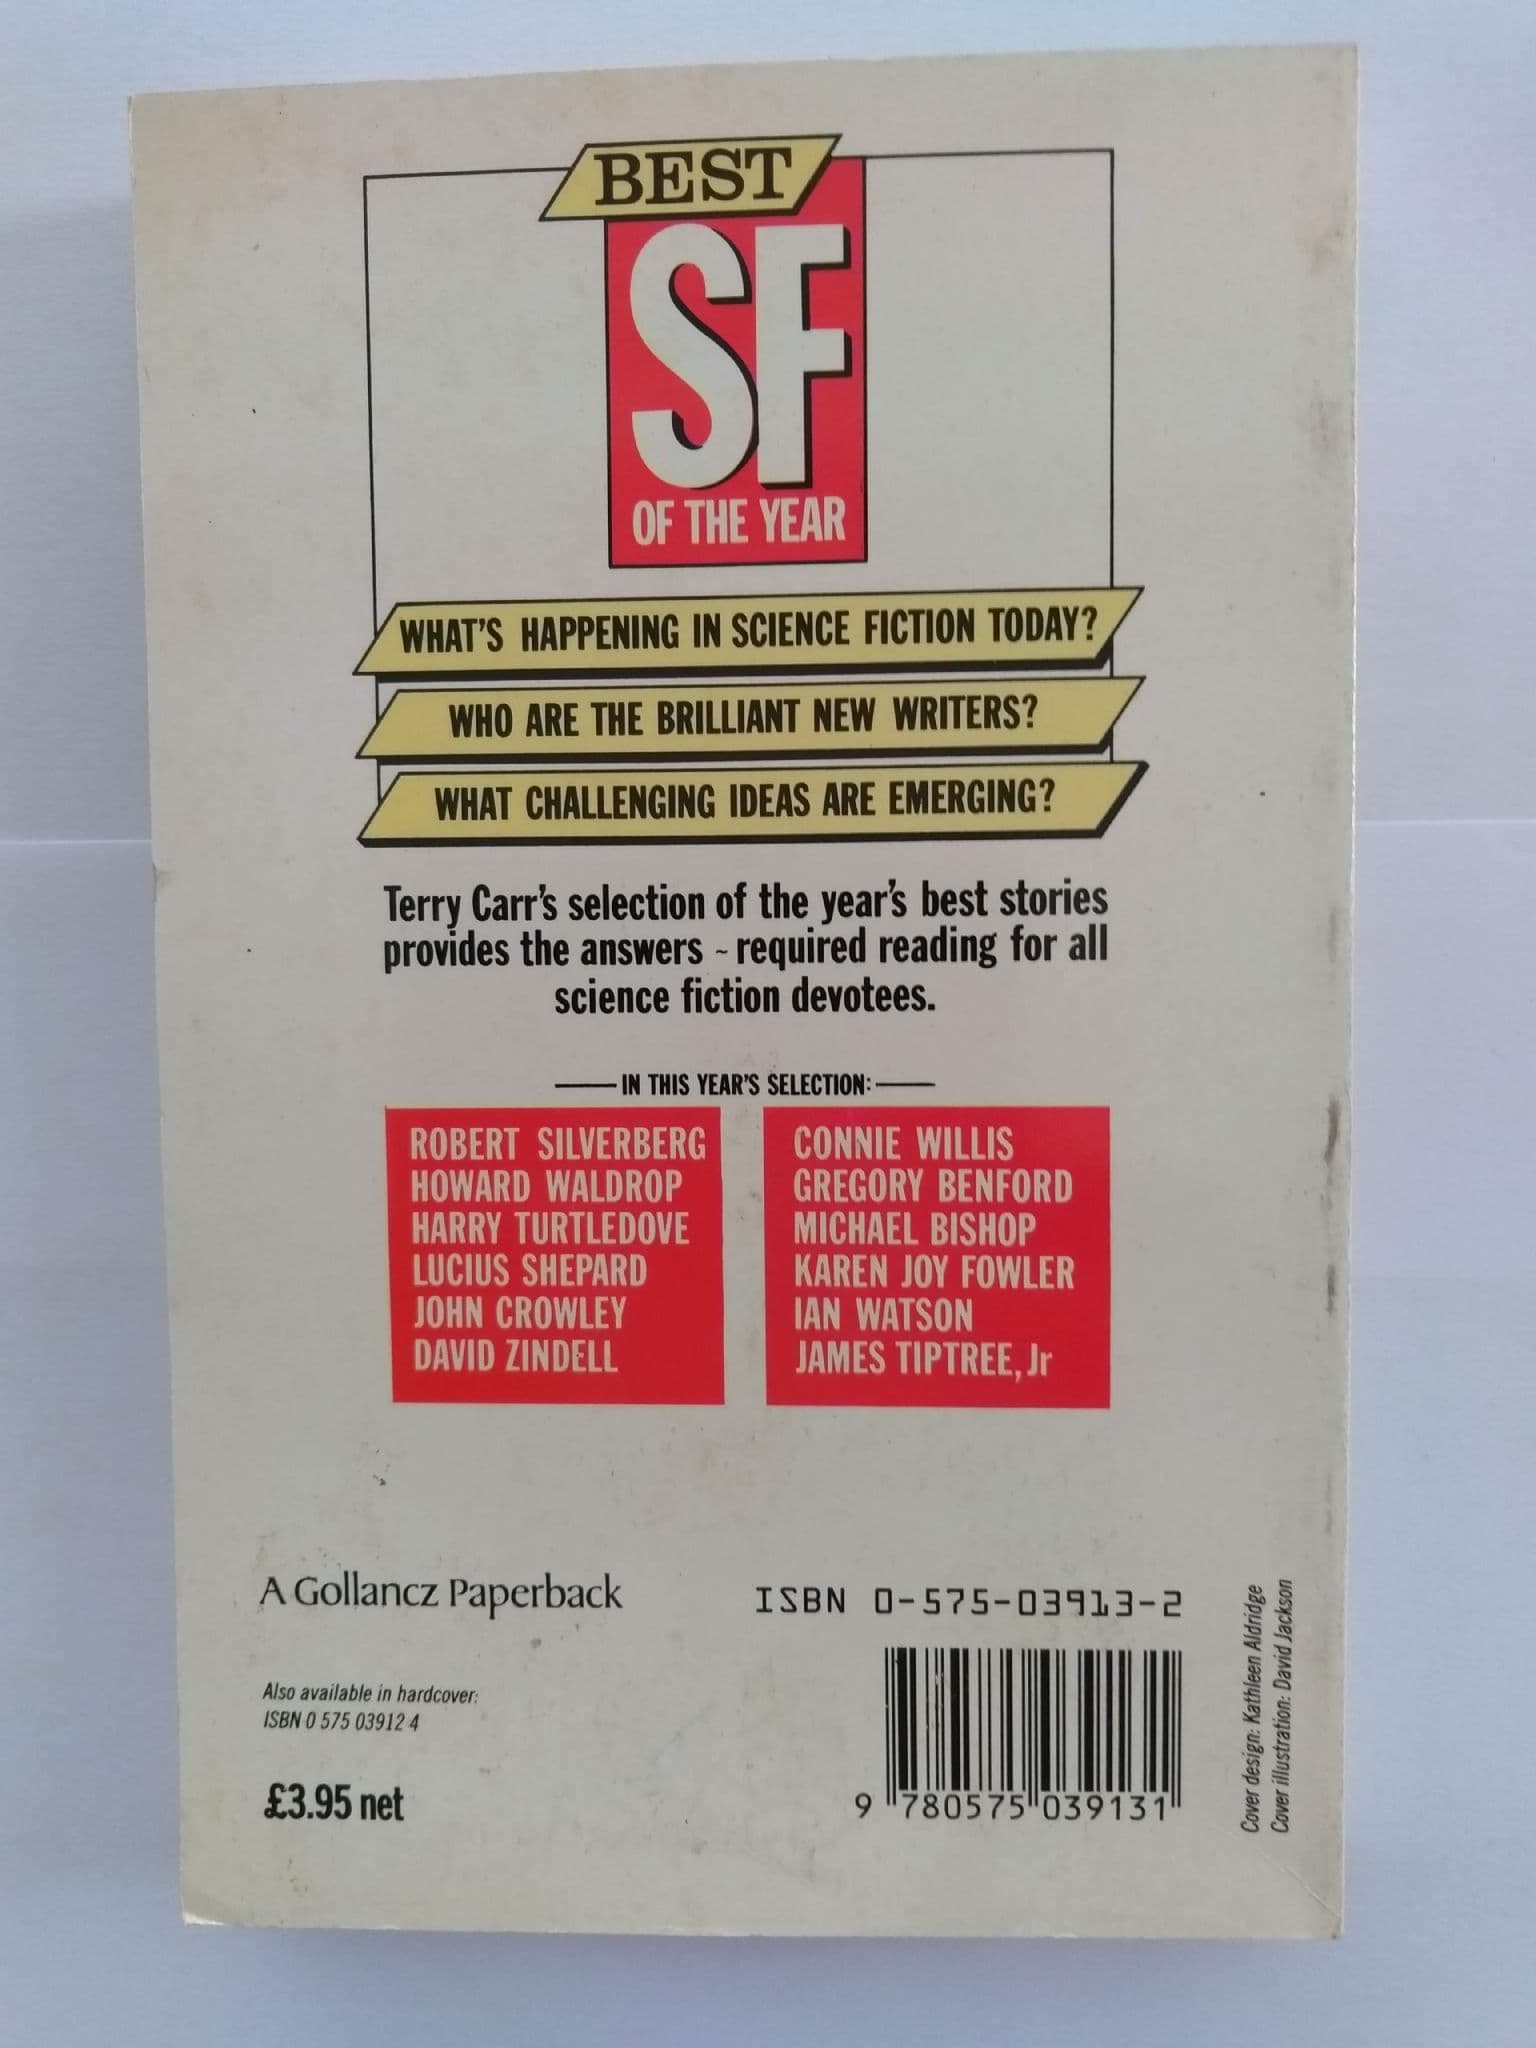 BEST
SF
OF THE YEAR
WHAT'S HAPPENING IN SCIENCE FICTION TODAY?
WHO ARE THE BRILLIANT NEW WRITERS?
WHAT CHALLENGING IDEAS ARE EMERGING?
Terry Carr's selection of the year's best stories
provides the answers ~ required reading for all
science fiction devotees.
IN THIS YEAR'S SELECTION:
ROBERT SILVERBERG
HOWARD WALDROP
HARRY TURTLEDOVE
LUCIUS SHEPARD
JOHN CROWLEY
DAVID ZINDELL
CONNIE WILLIS
GREGORY BENFORD
MICHAEL BISHOP
KAREN JOY FOWLER
IAN WATSON
JAMES TIPTREE, Jr
A Gollancz Paperback
Also available in hardcover:
ISBN 0 575 03912 4
£3.95 net
ISBN 0-575-03913-2
9 780575 039131
Cover design: Kathleen Aldridge
Cover illustration: David Jackson